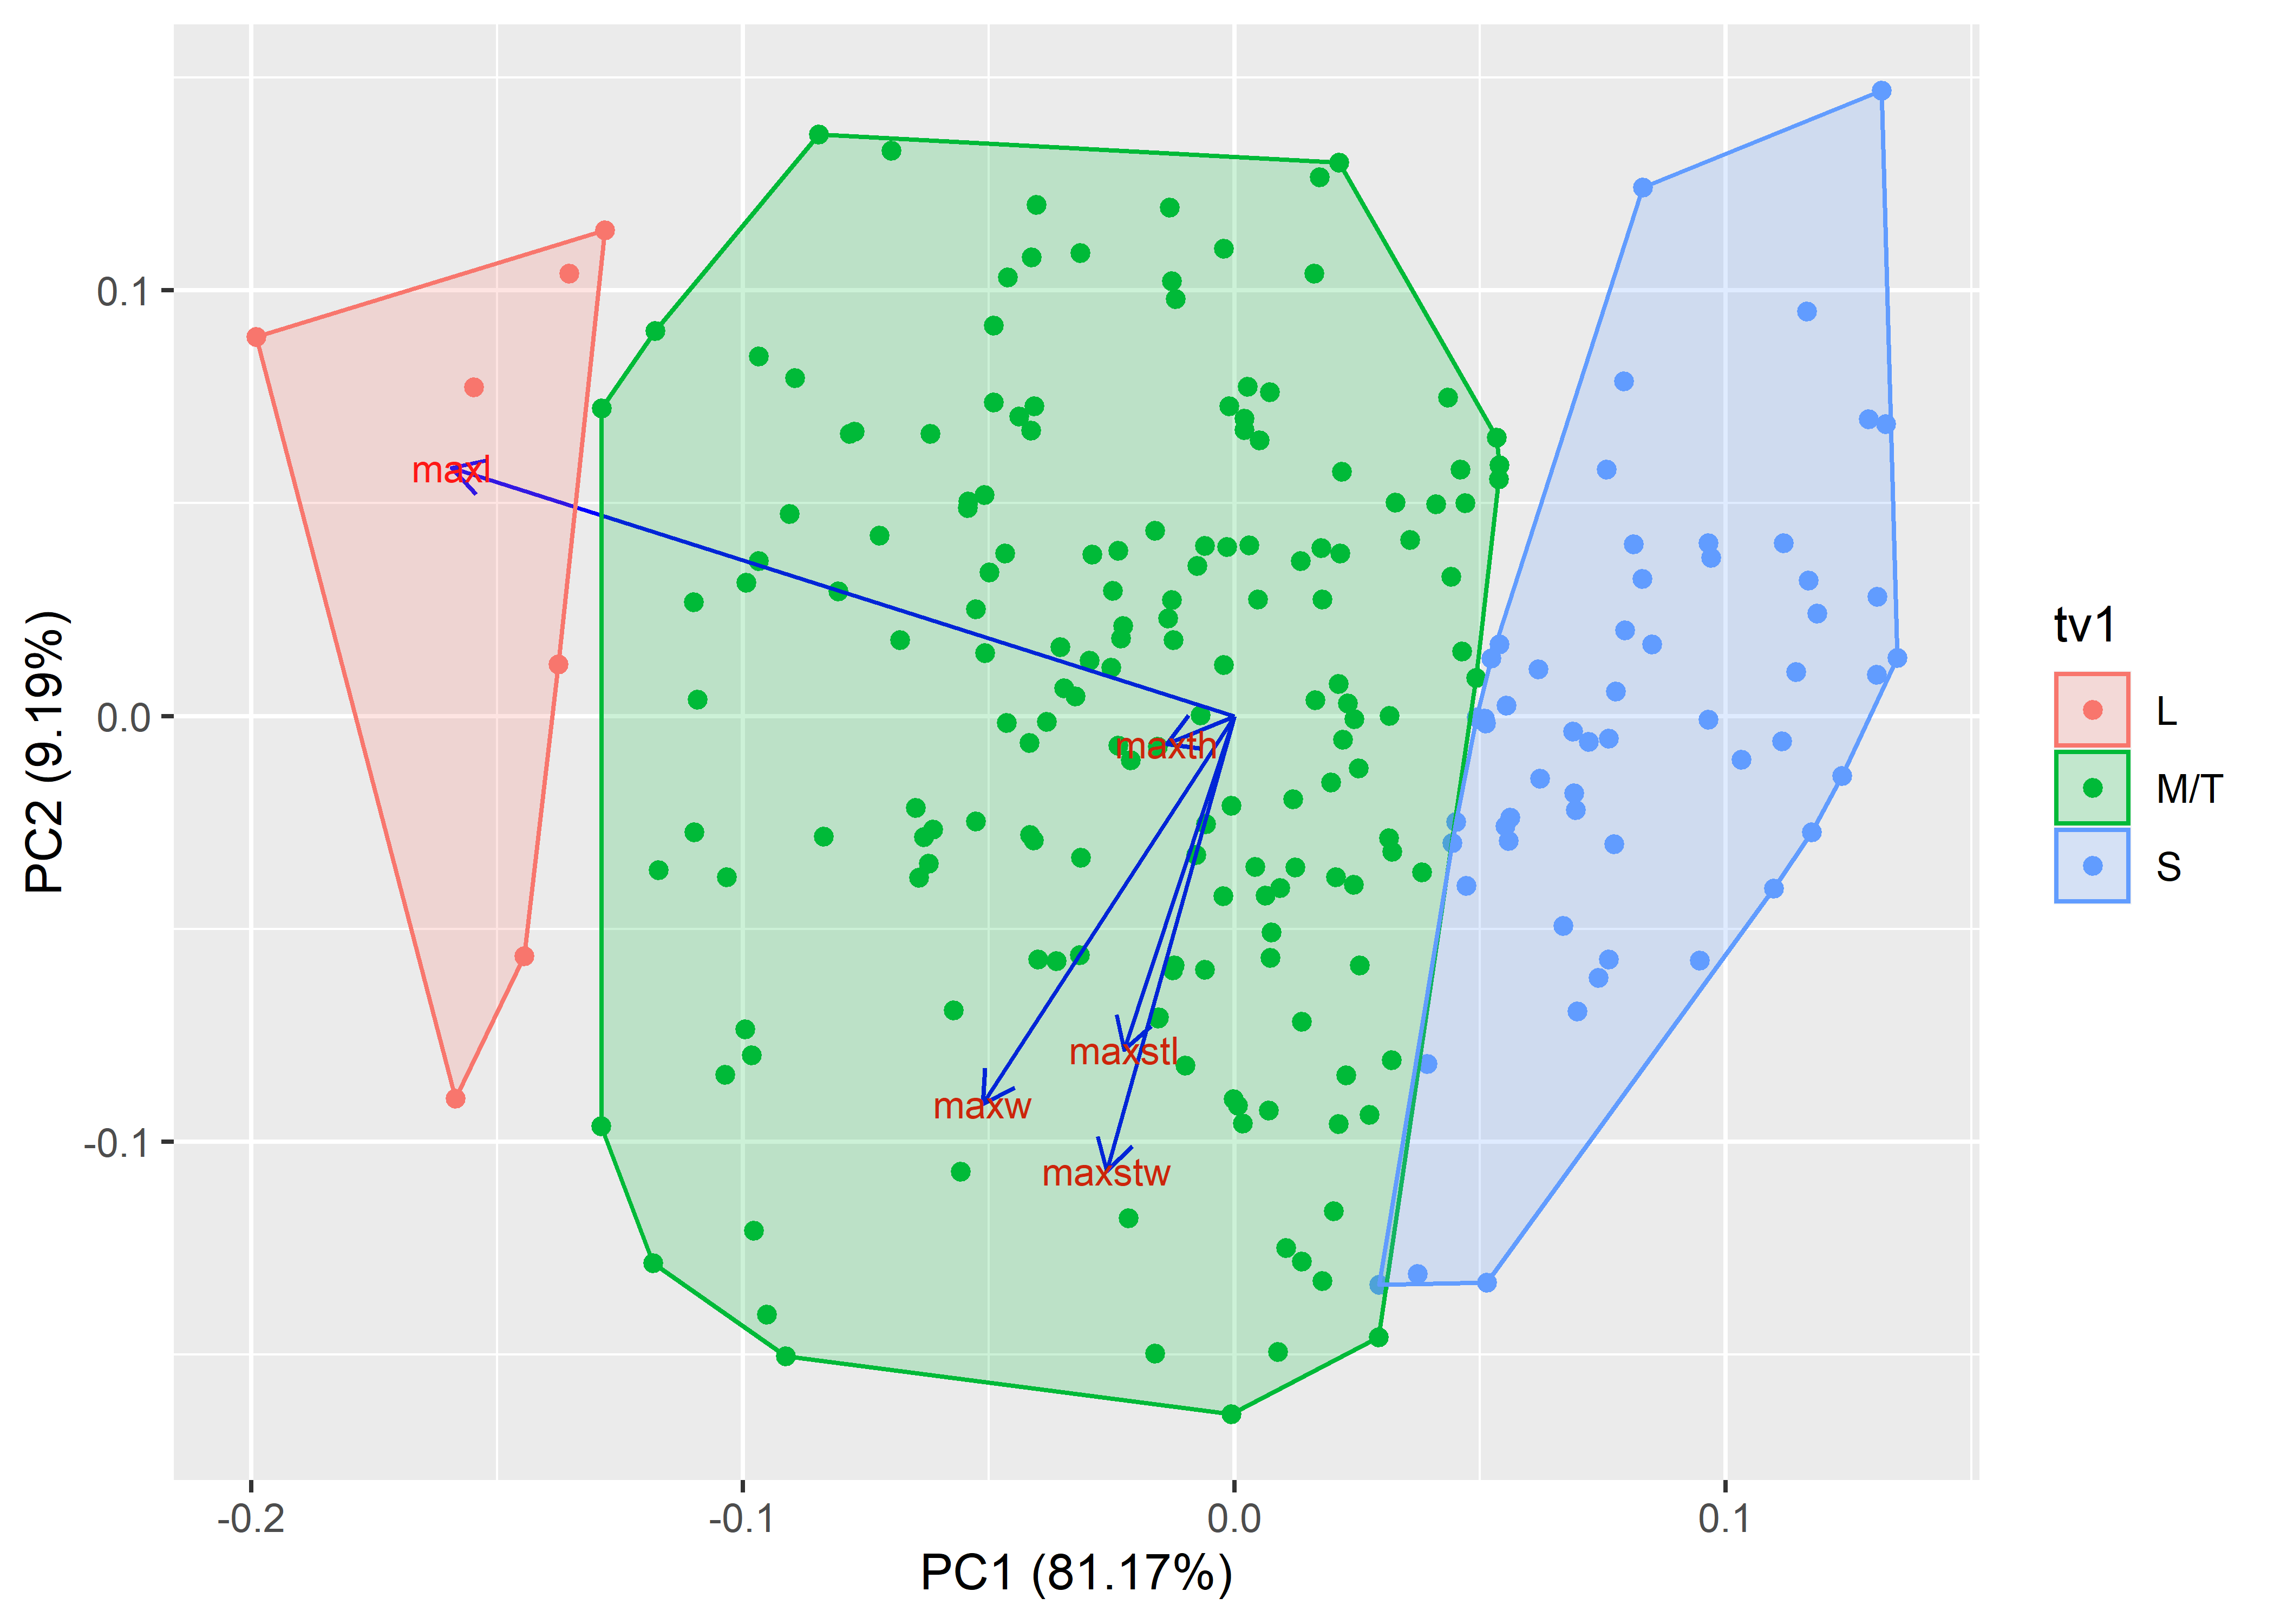 PC2 (9.19%)
0.1
0.0
-0.1
maxl
maxth
maxstl
maxw
maxstw
-0.2
-0.1
0.0
0.1
PC1 (81.17%)
tv1
L
M/T
S